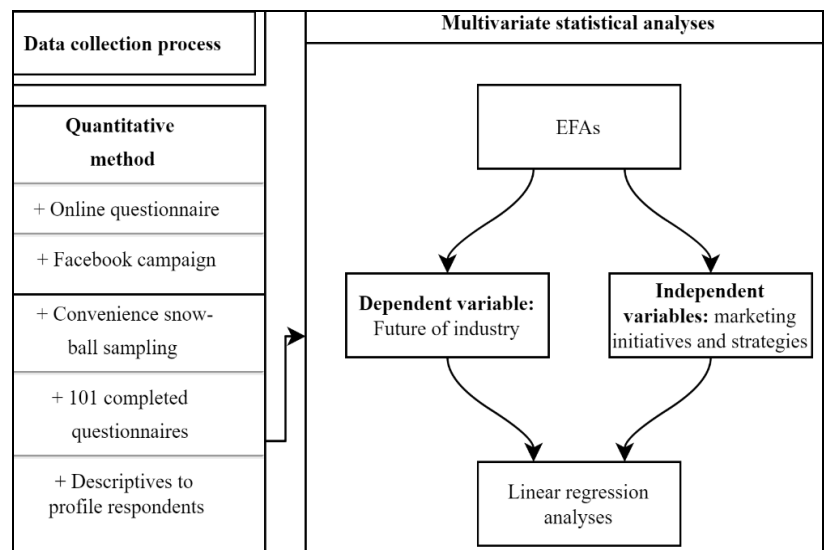 Data collection process
Quantitative
method
+ Online questionnaire
+ Facebook campaign
+ Convenience snow-
ball sampling
+ 101 completed
questionnaires
+ Descriptives to
profile respondents
Multivariate statistical analyses
EFAs
Dependent variable:
Future of industry
Independent
variables: marketing
initiatives and strategies
Linear regression
analyses